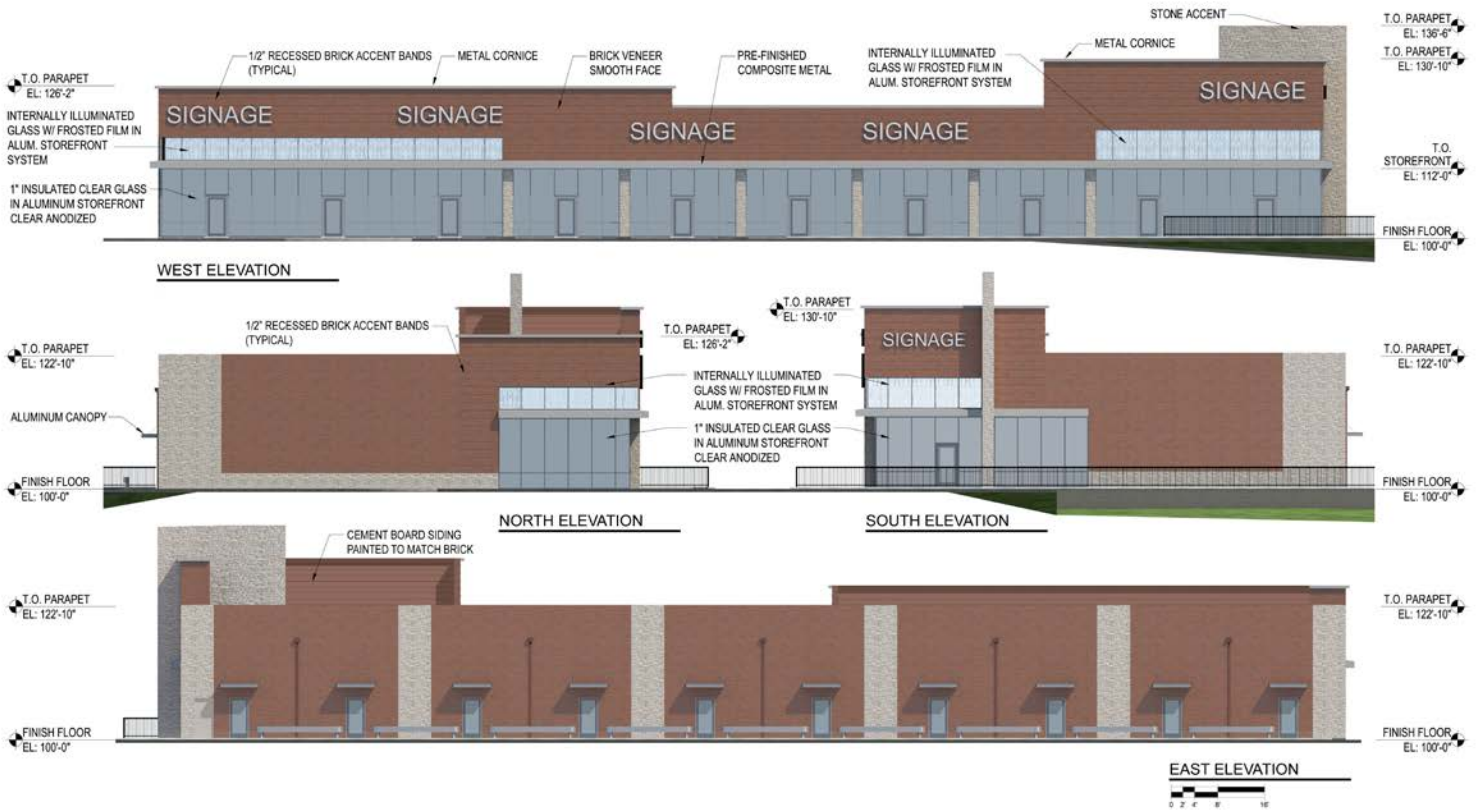 STONE ACCENT
T.O. PARAPET
EL: 136'-6"
1/2" RECESSED BRICK ACCENT BANDS
(TYPICAL)
METAL CORNICE
BRICK VENEER
SMOOTH FACE
PRE-FINISHED
COMPOSITE METAL
INTERNALLY ILLUMINATED
GLASS W/ FROSTED FILM IN
ALUM. STOREFRONT SYSTEM
METAL CORNICE
T.O. PARAPET
EL: 130'-10"
T.O. PARAPET
EL: 126'-2"
INTERNALLY ILLUMINATED
GLASS W/ FROSTED FILM IN
ALUM. STOREFRONT
SYSTEM
SIGNAGE
SIGNAGE
SIGNAGE
SIGNAGE
SIGNAGE
T.O.
STOREFRONT
EL: 112'-0"
1" INSULATED CLEAR GLASS
IN ALUMINUM STOREFRONT
CLEAR ANODIZED
FINISH FLOOR
EL: 100'-0"
WEST ELEVATION
1/2" RECESSED BRICK ACCENT BANDS
(TYPICAL)
T.O. PARAPET
EL: 122'-10"
ALUMINUM CANOPY
FINISH FLOOR
EL: 100'-0"
T.O. PARAPET
EL: 126'-2"
T.O. PARAPET
EL: 130'-10"
INTERNALLY ILLUMINATED
GLASS W/ FROSTED FILM IN
ALUM. STOREFRONT SYSTEM
1" INSULATED CLEAR GLASS
IN ALUMINUM STOREFRONT
CLEAR ANODIZED
SIGNAGE
T.O. PARAPET
EL: 122'-10"
FINISH FLOOR
EL: 100'-0"
NORTH ELEVATION
SOUTH ELEVATION
CEMENT BOARD SIDING
PAINTED TO MATCH BRICK
T.O. PARAPET
EL: 122'-10"
T.O. PARAPET
EL: 122'-10"
FINISH FLOOR
EL: 100'-0"
FINISH FLOOR
EL: 100'-0"
EAST ELEVATION
0 2' 4' 8' 16'